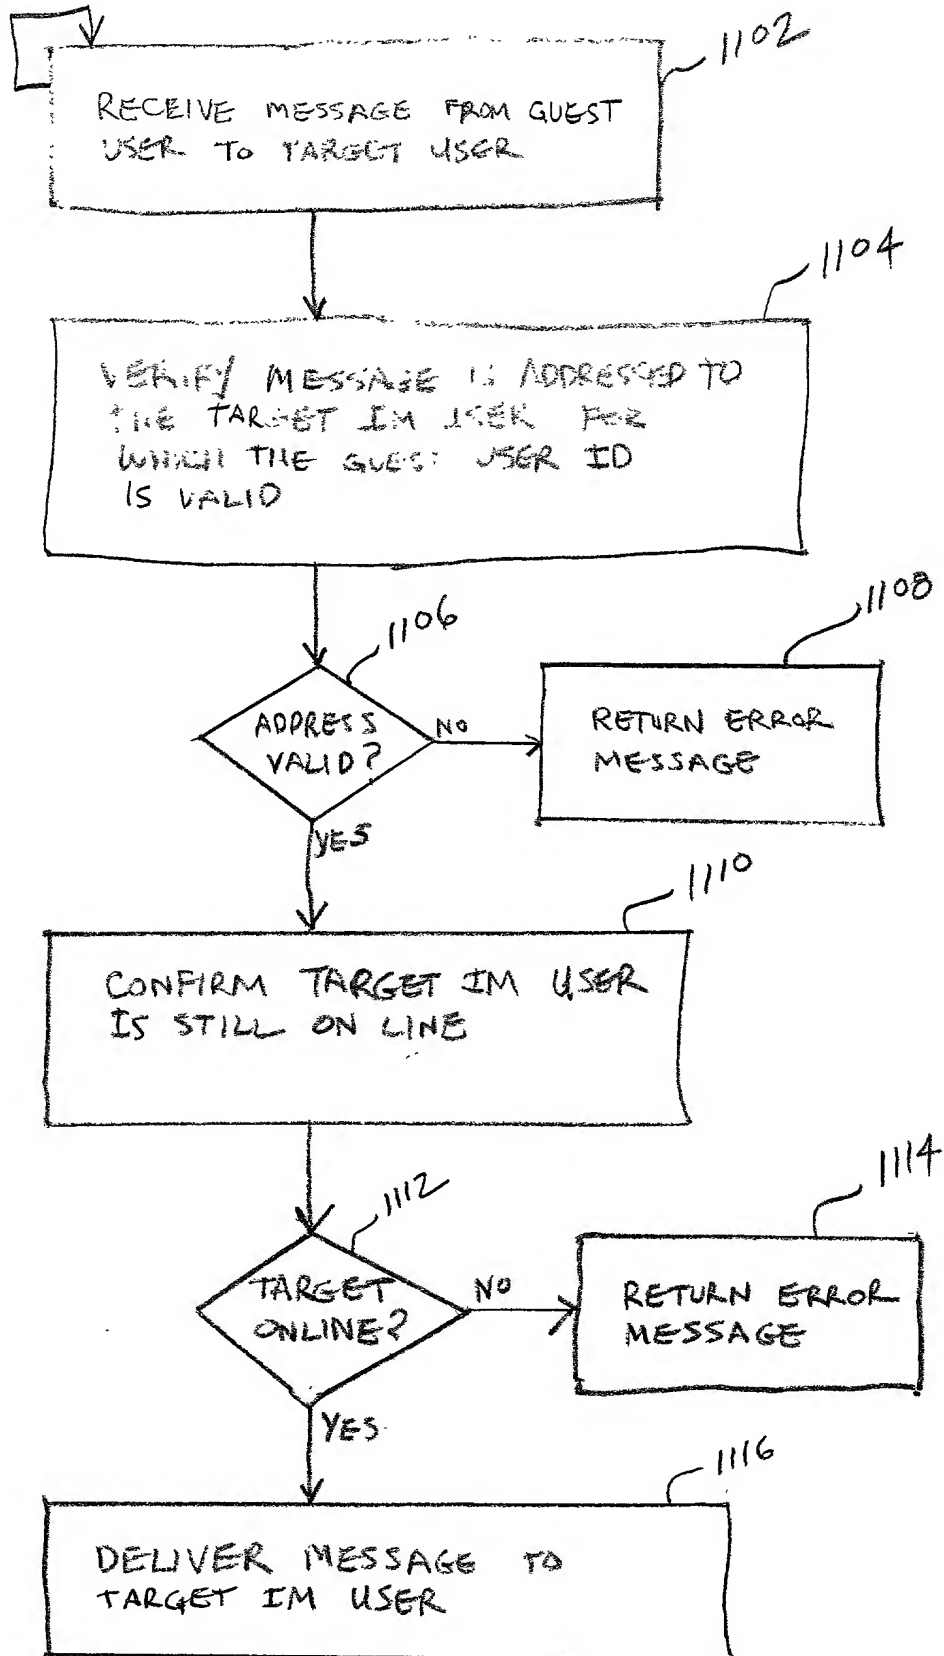 1102
RECEIVE MESSAGE FROM GUEST
USER TO TARGET USER
1104
VERIFY MESSAGE IS ADDRESSED TO
THE TARGET IM USER FOR
WHICH THE GUEST USER ID
IS VALID
1106
ADDRESS
VALID?
NO
1108
RETURN ERROR
MESSAGE
YES
1110
CONFIRM TARGET IM USER
IS STILL ON LINE
1112
TARGET
ONLINE?
NO
1114
RETURN ERROR
MESSAGE
YES
1116
DELIVER MESSAGE TO
TARGET IM USER